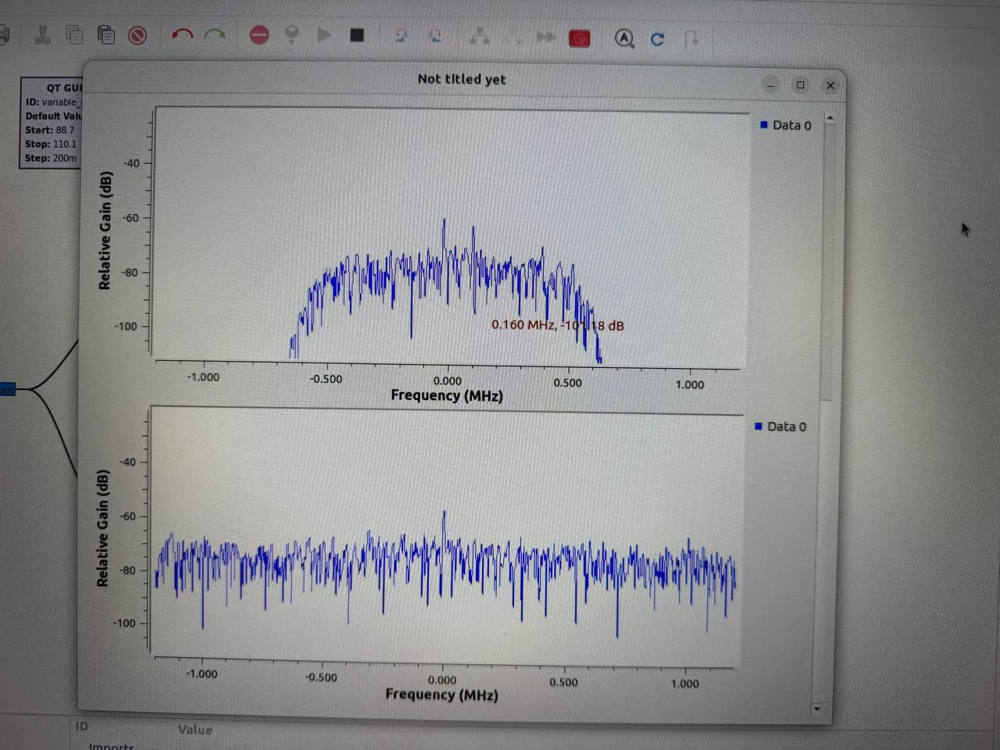 Not titled yet
QT GUI
ID: variable_
Default Valu
Start: 88.7
Stop: 110.1
Step: 200m
Data 0
Relative Gain (dB)
-40
-60
-80
-100
0.160 MHz, -101.18 dB
-1.000
-0.500
0.000
0.500
1.000
Frequency (MHz)
out
Data 0
Relative Gain (dB)
-40
-60
-80
-100
-1.000
-0.500
0.000
0.500
1.000
Frequency (MHz)
ID
Value
Imports